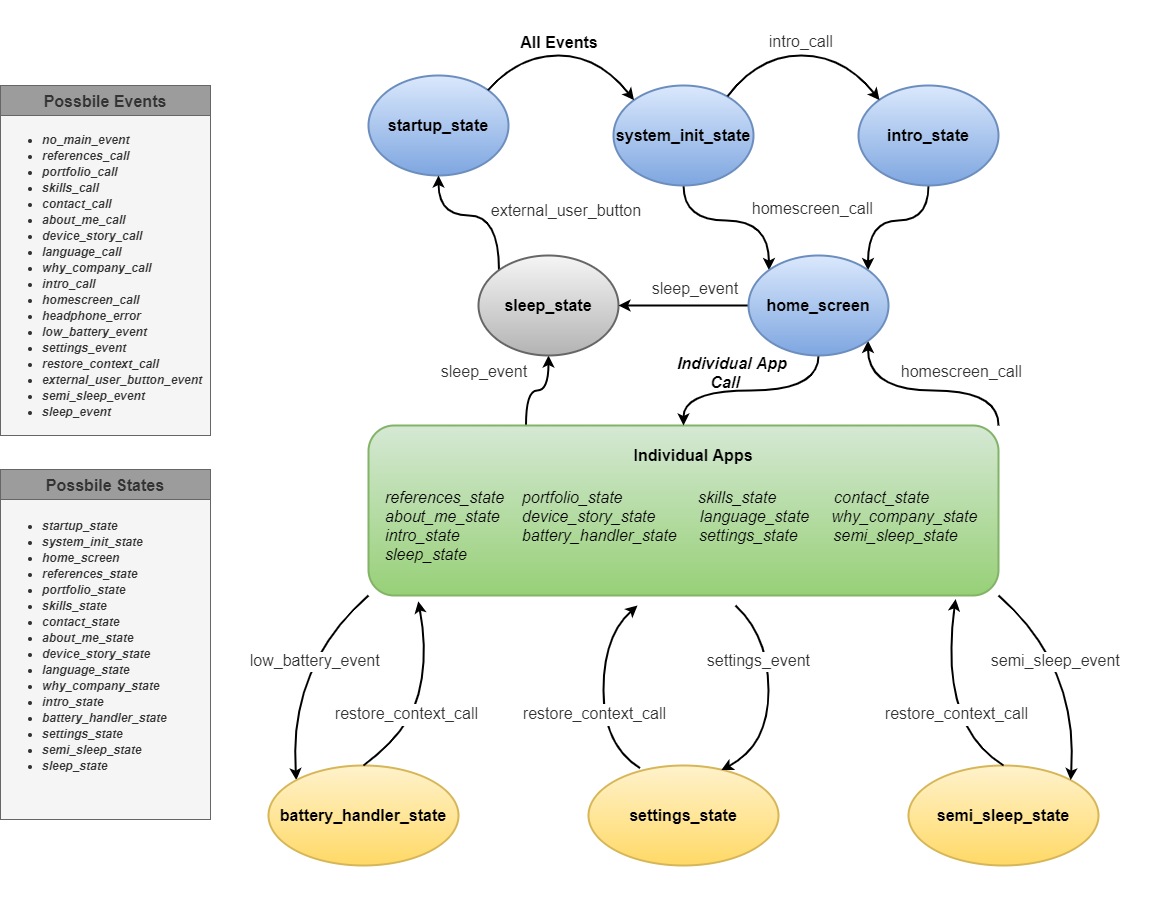 Possbile Events
no_main_event
references_call
portfolio_call
skills_call
contact_call
about_me_call
device_story_call
language_call
why_company_call
intro_call
homescreen_call
headphone_error
low_battery_event
settings_event
restore_context_call
external_user_button_event
semi_sleep_event
sleep_event
Possbile States
startup_state
system_init_state
home_screen
references_state
portfolio_state
skills_state
contact_state
about_me_state
device_story_state
language_state
why_company_state
intro_state
battery_handler_state
settings_state
semi_sleep_state
sleep_state
All Events
intro_call
startup_state
system_init_state
intro_state
external_user_button
homescreen_call
sleep_event
sleep_state
home_screen
sleep_event
Individual App
Call
homescreen_call
Individual Apps
references_state portfolio_state skills_state contact_state
about_me_state device_story_state language_state why_company_state
intro_state battery_handler_state settings_state semi_sleep_state
sleep_state
low_battery_event
settings_event
semi_sleep_event
restore_context_call
restore_context_call
restore_context_call
battery_handler_state
settings_state
semi_sleep_state